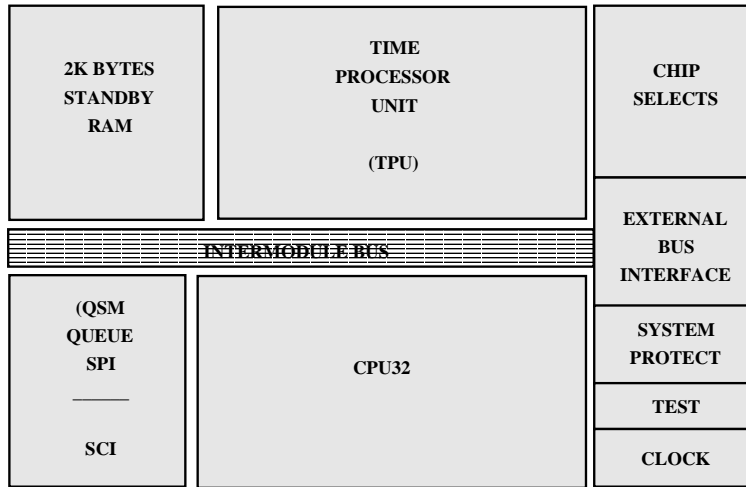 2K BYTES
STANDBY
RAM
TIME
PROCESSOR
UNIT
(TPU)
CHIP
SELECTS
INTERMODULE BUS
EXTERNAL
BUS
INTERFACE
(QSM
QUEUE
SPI
SCI
CPU32
SYSTEM
PROTECT
TEST
CLOCK